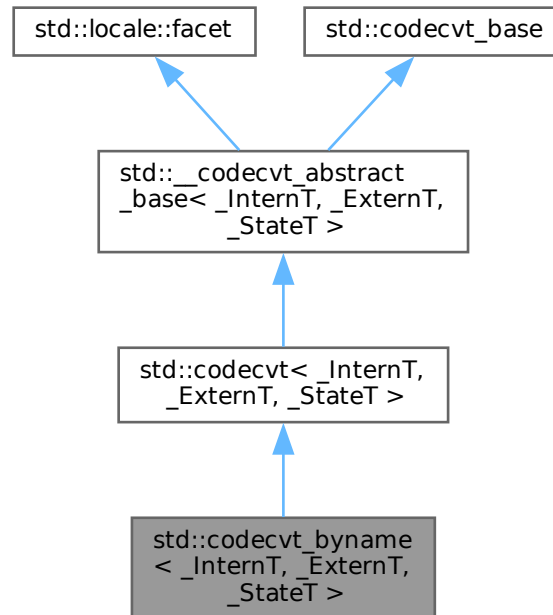 std::locale::facet
std::codecvt_base
std::__codecvt_abstract
_base< _InternT, _ExternT,
_StateT >
std::codecvt< _InternT,
_ExternT, _StateT >
std::codecvt_byname
< _InternT, _ExternT,
_StateT >